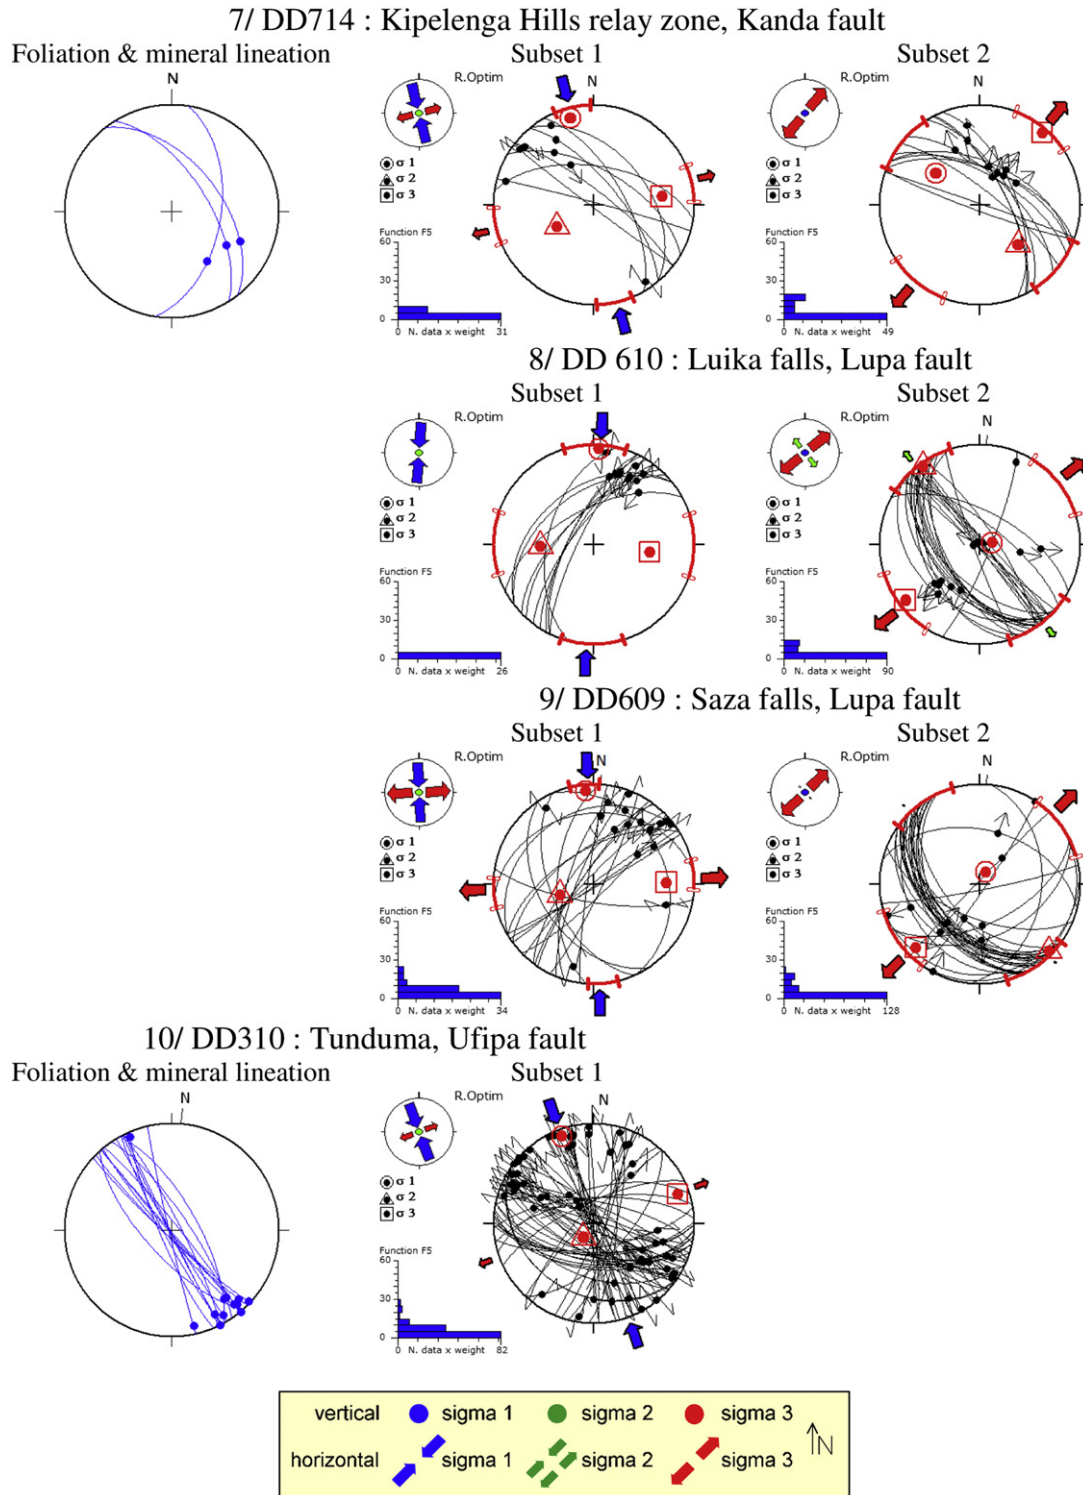 7/ DD714 : Kipelenga Hills relay zone, Kanda fault
Foliation & mineral lineation
Subset 1
Subset 2
N
R.Optim
N
R.Optim
N
σ 1
σ 2
σ 3
σ 1
σ 2
σ 3
Function F5
60
30
0
0 N. data x weight 31
Function F5
60
30
0
0 N. data x weight 49
8/ DD 610 : Luika falls, Lupa fault
Subset 1
Subset 2
R.Optim
N
R.Optim
N
σ 1
σ 2
σ 3
σ 1
σ 2
σ 3
Function F5
60
30
0
0 N. data x weight 26
Function F5
60
30
0
0 N. data x weight 90
9/ DD609 : Saza falls, Lupa fault
Subset 1
Subset 2
R.Optim
N
R.Optim
N
σ 1
σ 2
σ 3
σ 1
σ 2
σ 3
Function F5
60
30
0
0 N. data x weight 34
Function F5
60
30
0
0 N. data x weight 128
10/ DD310 : Tunduma, Ufipa fault
Foliation & mineral lineation
Subset 1
N
R.Optim
N
σ 1
σ 2
σ 3
Function F5
60
30
0
0 N. data x weight 82
vertical sigma 1 sigma 2 sigma 3
horizontal sigma 1 sigma 2 sigma 3 N